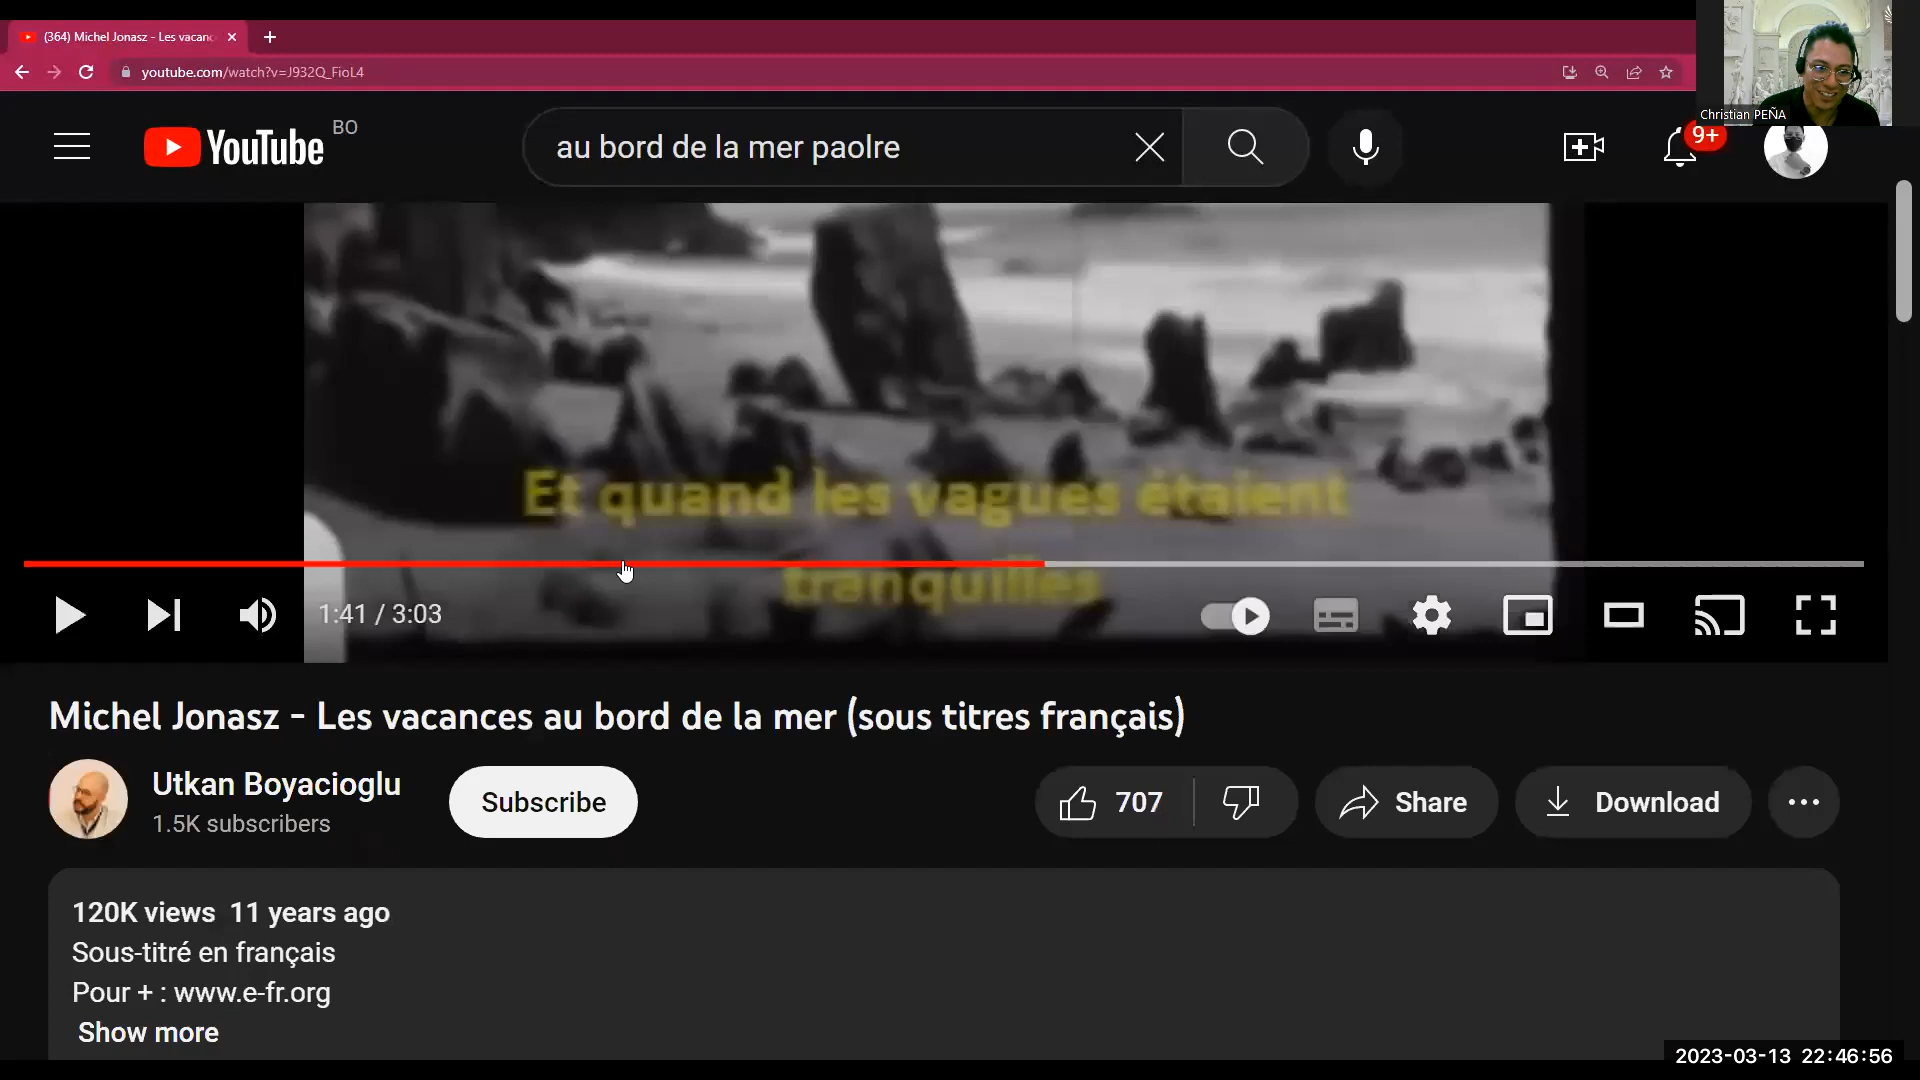 (364) Michel Jonasz - Les vacanc
youtube.com/watch?v=J932Q_FioL4
Christian PEÑA
YouTube BO
au bord de la mer paolre
9+
Et quand les vagues étaient
tranquilles
1:41 / 3:03
Michel Jonasz - Les vacances au bord de la mer (sous titres français)
Utkan Boyacioglu
1.5K subscribers
Subscribe
707
Share
Download
120K views 11 years ago
Sous-titré en français
Pour + : www.e-fr.org
Show more
2023-03-13 22:46:56